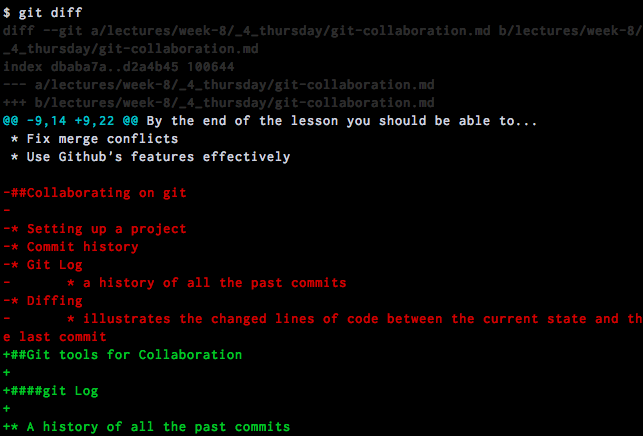 $ git diff
diff --git a/lectures/week-8/_4_thursday/git-collaboration.md b/lectures/week-8/
_4_thursday/git-collaboration.md
index dbaba7a..d2a4b45 100644
--- a/lectures/week-8/_4_thursday/git-collaboration.md
+++ b/lectures/week-8/_4_thursday/git-collaboration.md
@@ -9,14 +9,22 @@ By the end of the lesson you should be able to...
 * Fix merge conflicts
 * Use Github's features effectively

-##Collaborating on git
-
-* Setting up a project
-* Commit history
-* Git Log
-       * a history of all the past commits
-* Diffing
-       * illustrates the changed lines of code between the current state and th
e last commit
+##Git tools for Collaboration
+
+####git Log
+
+* A history of all the past commits